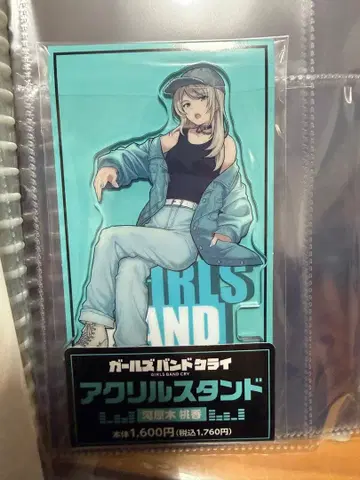 GIRLS
BAND C
ガールズバンドクライ
GIRLS BAND CRY
アクリルスタンド
河原木 桃香
本体1,600円(税込1,760円)